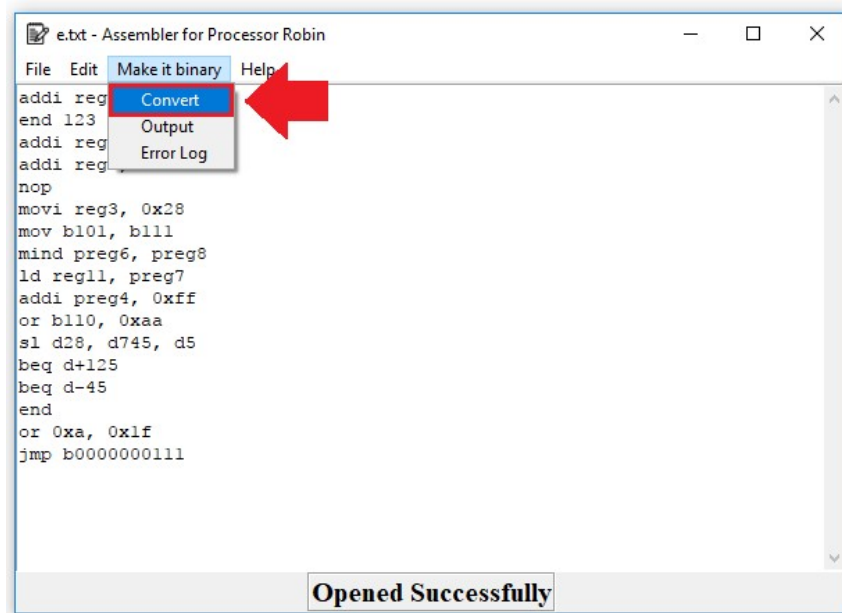 e.txt - Assembler for Processor Robin
File Edit Make it binary Help
Convert
Output
Error Log
addi reg
end 123
addi reg
addi reg
nop
movi reg3, 0x28
mov b101, b111
mind preg6, preg8
ld reg11, preg7
addi preg4, 0xff
or b110, 0xaa
sl d28, d745, d5
beq d+125
beq d-45
end
or 0xa, 0x1f
jmp b0000000111
Opened Successfully